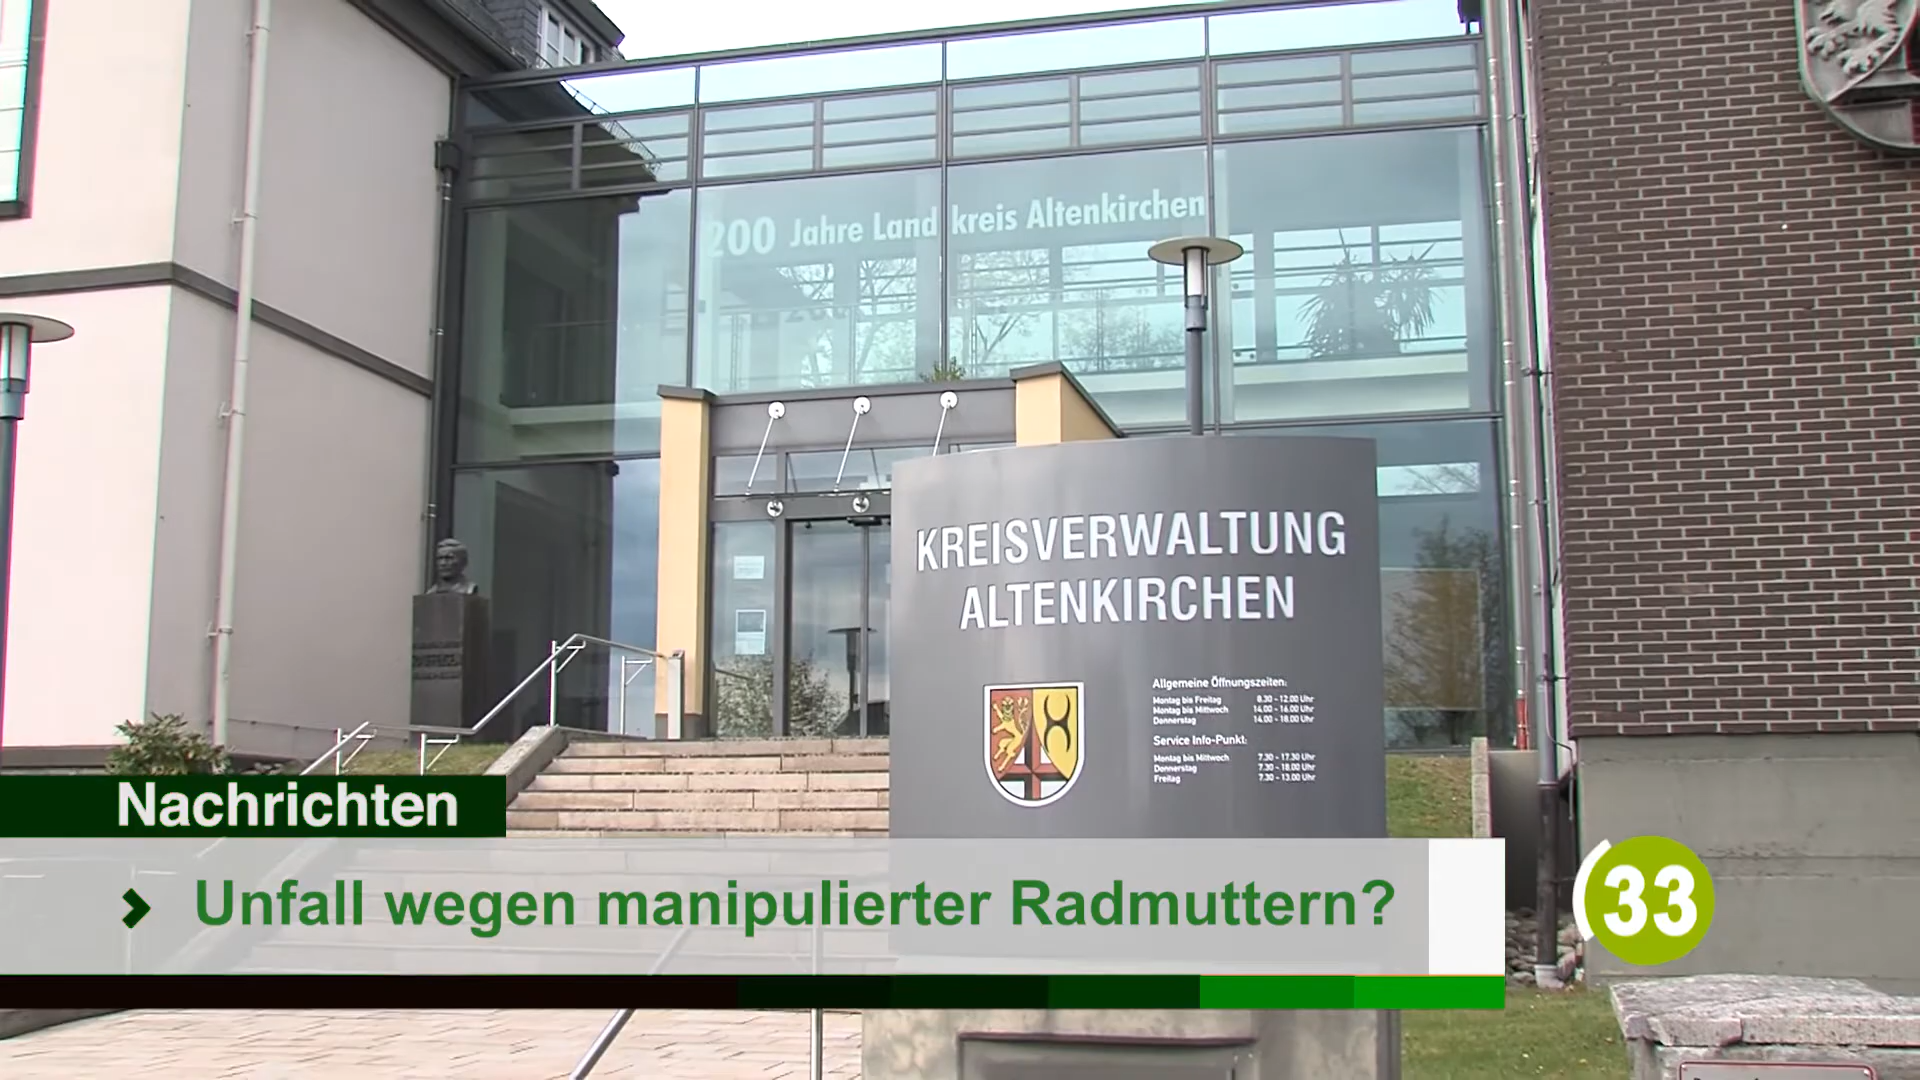 200 Jahre Landkreis Altenkirchen
KREISVERWALTUNG
ALTENKIRCHEN
Allgemeine Öffnungszeiten:
Montag bis Freitag 8.30 - 12.00 Uhr
Montag bis Mittwoch 14.00 - 16.00 Uhr
Donnerstag 14.00 - 18.00 Uhr
Service Info-Punkt:
Montag bis Mittwoch 7.30 - 17.30 Uhr
Donnerstag 7.30 - 18.00 Uhr
Freitag 7.30 - 13.00 Uhr
Nachrichten
Unfall wegen manipulierter Radmuttern?
33